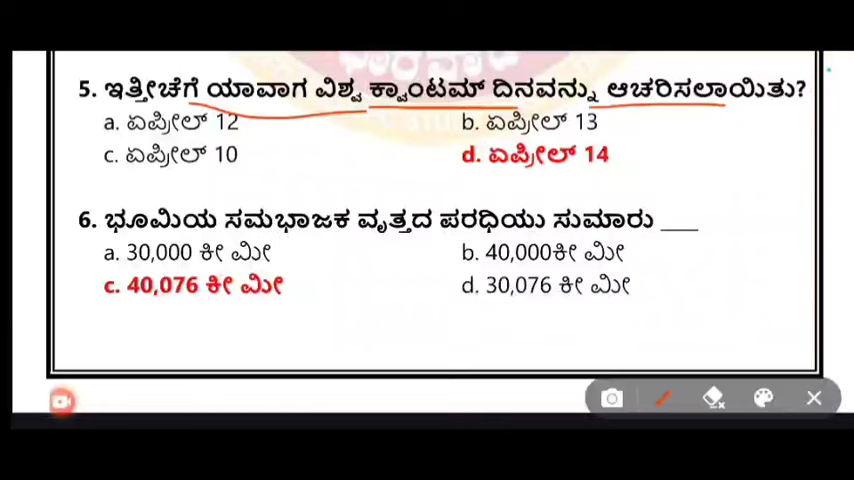 5. ಇತ್ತೀಚೆಗೆ ಯಾವಾಗ ವಿಶ್ವ ಕ್ವಾಂಟಮ್ ದಿನವನ್ನು ಆಚರಿಸಲಾಯಿತು?
a. ಏಪ್ರೀಲ್ 12 b. ಏಪ್ರೀಲ್ 13
c. ಏಪ್ರೀಲ್ 10 d. ಏಪ್ರೀಲ್ 14
6. ಭೂಮಿಯ ಸಮಭಾಜಕ ವೃತ್ತದ ಪರಧಿಯು ಸುಮಾರು ___
a. 30,000 ಕೀ ಮೀ b. 40,000ಕೀ ಮೀ
c. 40,076 ಕೀ ಮೀ d. 30,076 ಕೀ ಮೀ